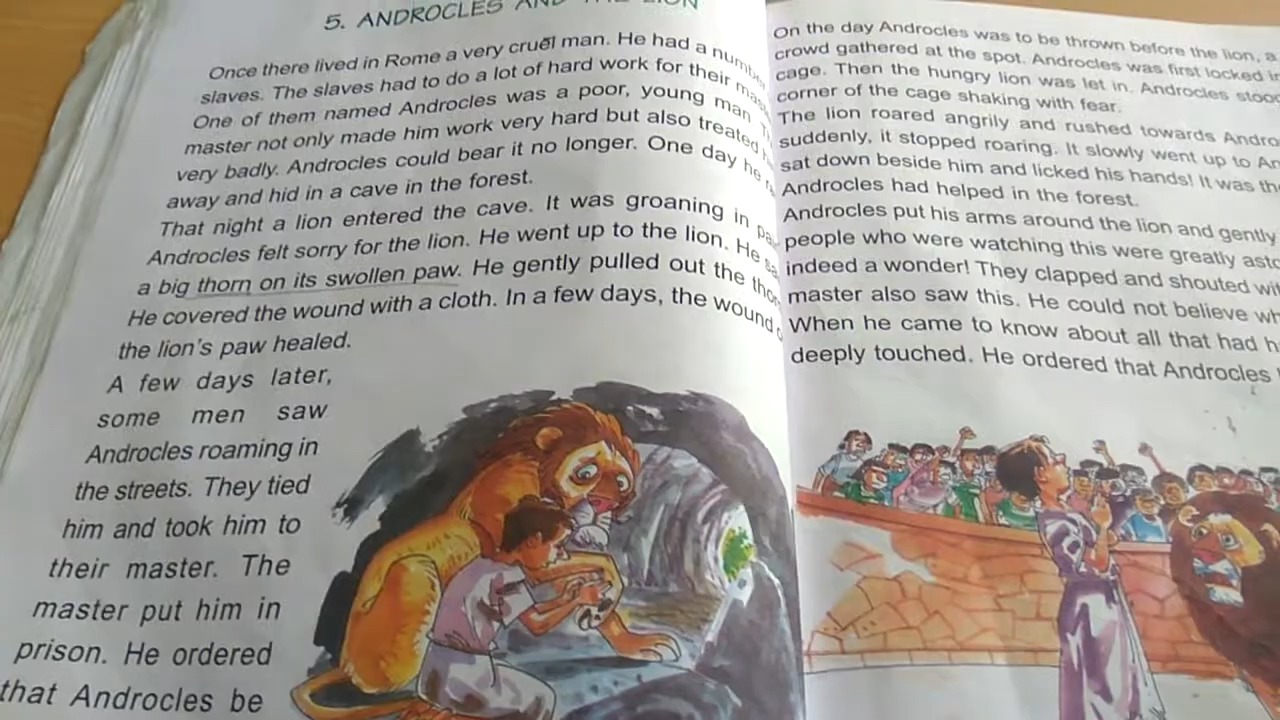 5. ANDROCLES AND THE LION
Once there lived in Rome a very cruel man. He had a
slaves. The slaves had to do a lot of hard work for their
One of them named Androcles was a poor, young man
master not only made him work very hard but also treated
very badly. Androcles could bear it no longer. One day he
away and hid in a cave in the forest.
That night a lion entered the cave. It was groaning in
Androcles felt sorry for the lion. He went up to the lion. He
a big thorn on its swollen paw. He gently pulled out the
He covered the wound with a cloth. In a few days, the wound
the lion's paw healed.
A few days later,
some men saw
Androcles roaming in
the streets. They tied
him and took him to
their master. The
master put him in
prison. He ordered
that Androcles be
On the day Androcles was to be thrown before the lion, a
crowd gathered at the spot. Androcles was first locked
cage. Then the hungry lion was let in. Androcles
corner of the cage shaking with fear.
The lion roared angrily and rushed towards
suddenly, it stopped roaring. It slowly went up to
sat down beside him and licked his hands! It was
Androcles had helped in the forest.
Androcles put his arms around the lion and gently
people who were watching this were greatly
indeed a wonder! They clapped and shouted
master also saw this. He could not believe
When he came to know about all that had
deeply touched. He ordered that Androcles